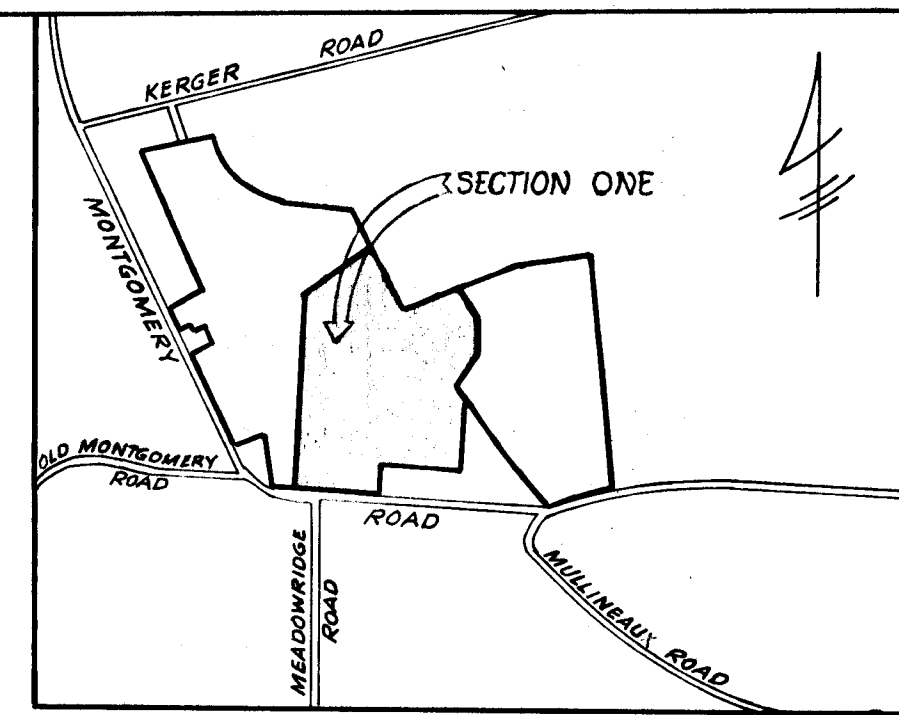 KERGER ROAD
SECTION ONE
MONTGOMERY
OLD MONTGOMERY
ROAD
ROAD
MEADOWRIDGE
ROAD
MULLINEAUX ROAD